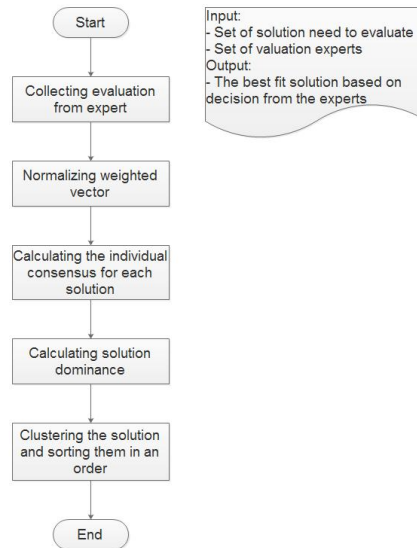 Start
Collecting evaluation
from expert
Normalizing weighted
vector
Calculating the individual
consensus for each
solution
Calculating solution
dominance
Clustering the solution
and sorting them in an
order
End
Input:
- Set of solution need to evaluate
- Set of valuation experts
Output:
- The best fit solution based on
decision from the experts